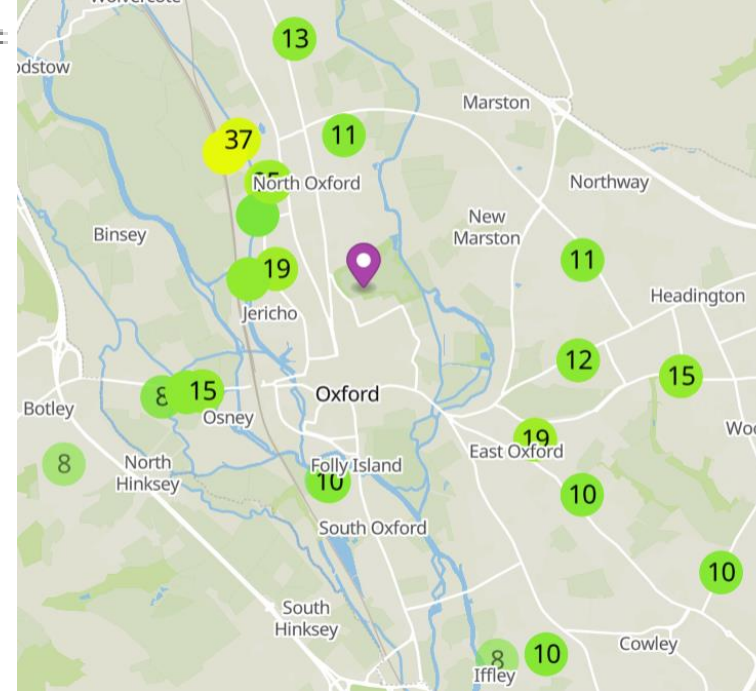 13
Marston
37
11
North Oxford
Northway
New
Marston
Binsey
11
19
Headington
Jericho
12
15
8
15
Oxford
Botley
Osney
19
East Oxford
8
North
Hinksey
Folly Island
10
10
South Oxford
10
South
Hinksey
Cowley
8
10
Iffley